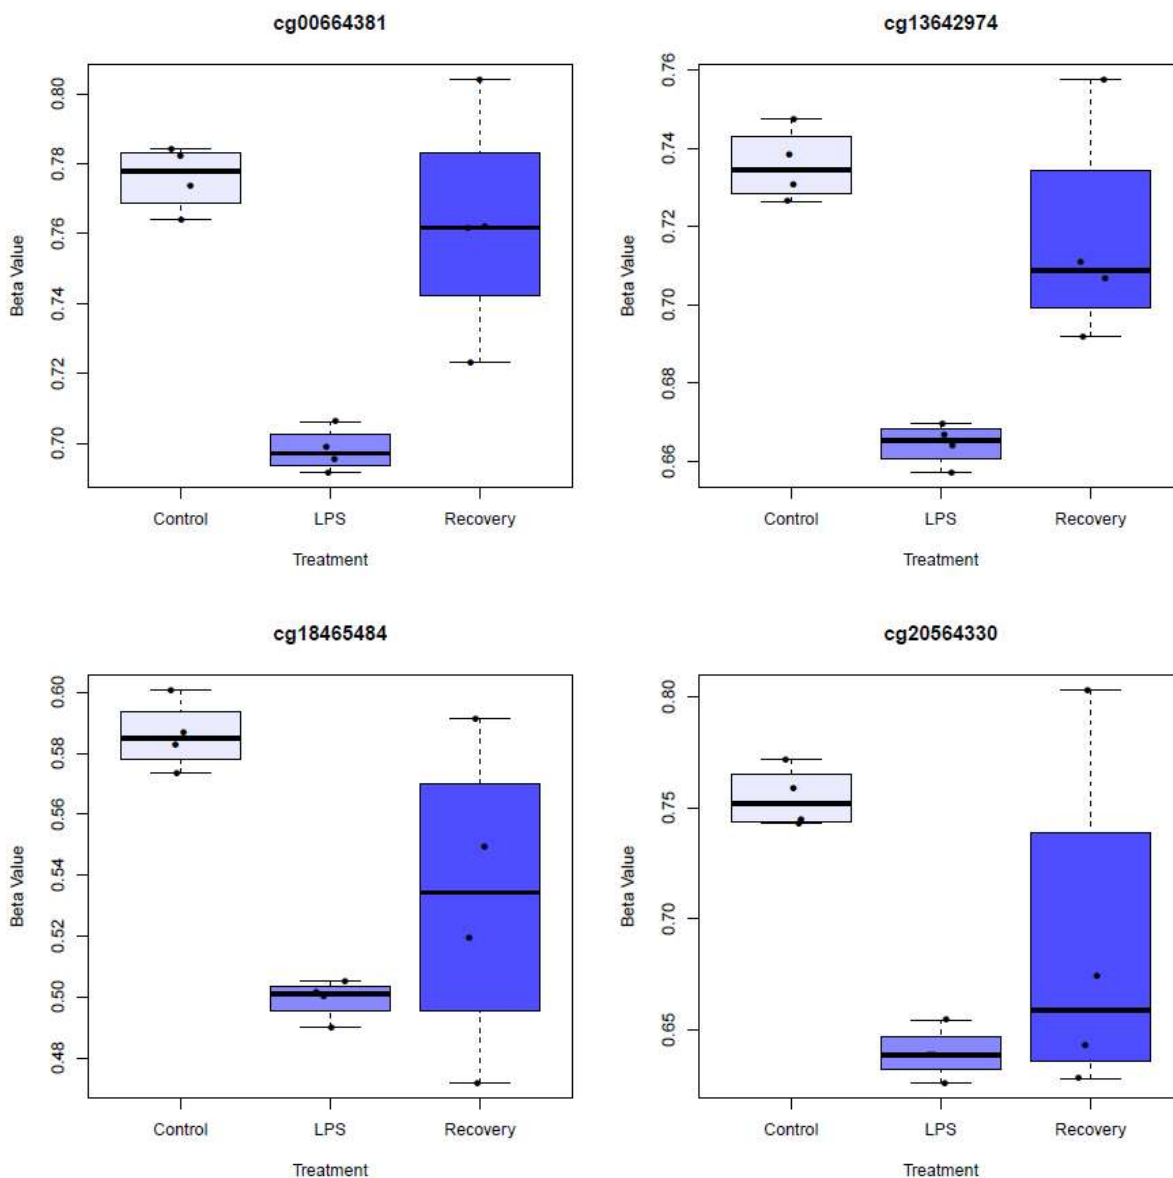 cg00664381
Beta Value
0.80
0.78
0.76
0.74
0.72
0.70
Control LPS Recovery
Treatment
cg13642974
Beta Value
0.76
0.74
0.72
0.70
0.68
0.66
Control LPS Recovery
Treatment
cg18465484
Beta Value
0.60
0.58
0.56
0.54
0.52
0.50
0.48
Control LPS Recovery
Treatment
cg20564330
Beta Value
0.80
0.75
0.70
0.65
Control LPS Recovery
Treatment